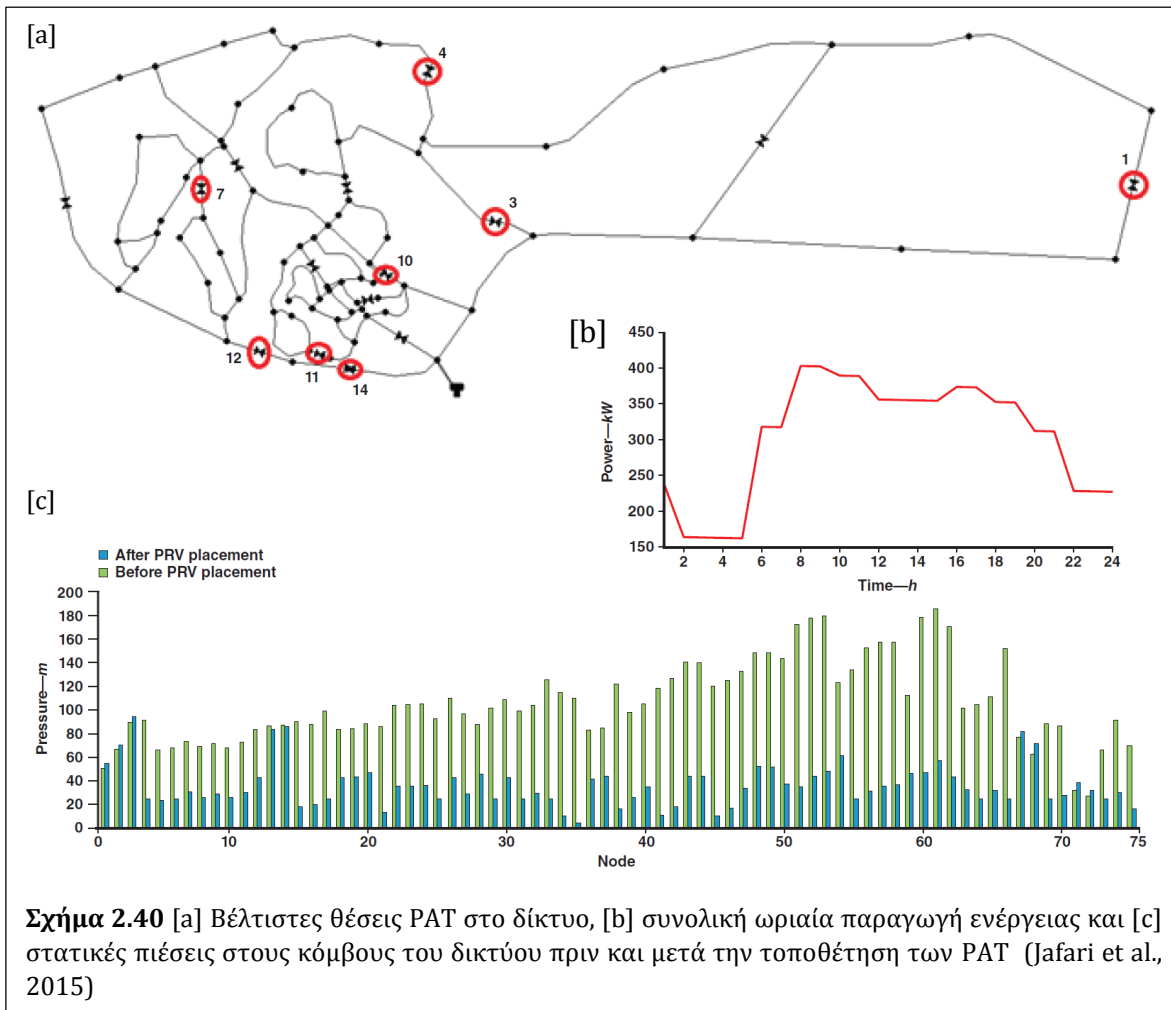 [a]
4
1
7
3
10
12
11
14
[b]
450
400
350
300
250
200
150
Power—kW
2 4 6 8 10 12 14 16 18 20 22 24
Time—h
[c]
After PRV placement
Before PRV placement
200
180
160
140
120
100
80
60
40
20
0
Pressure—m
0 10 20 30 40 50 60 70 75
Node
Σχήμα 2.40 [a] Βέλτιστες θέσεις PAT στο δίκτυο, [b] συνολική ωριαία παραγωγή ενέργειας και [c]
στατικές πιέσεις στους κόμβους του δικτύου πριν και μετά την τοποθέτηση των PAT (Jafari et al.,
2015)